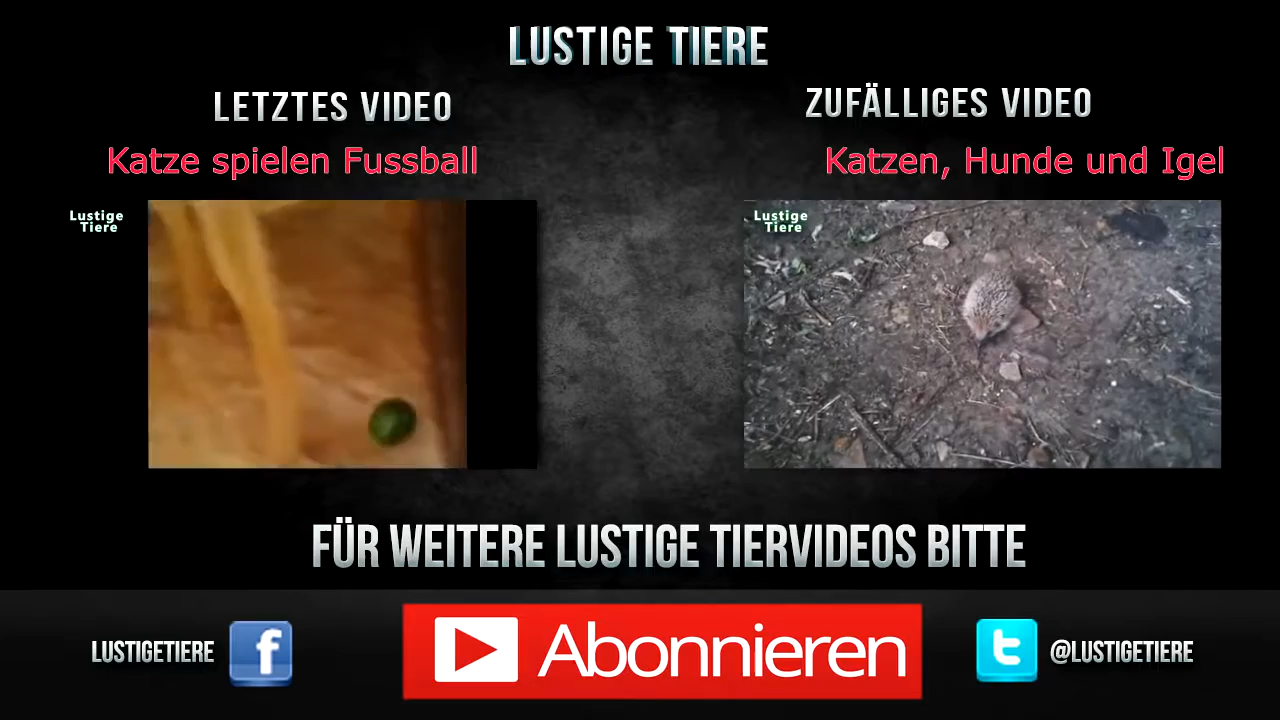 LUSTIGE TIERE
LETZTES VIDEO
ZUFÄLLIGES VIDEO
Katze spielen Fussball
Katzen, Hunde und Igel
Lustige
Tiere
Lustige
Tiere
FÜR WEITERE LUSTIGE TIERVIDEOS BITTE
LUSTIGETIERE
f
Abonnieren
t
@LUSTIGETIERE